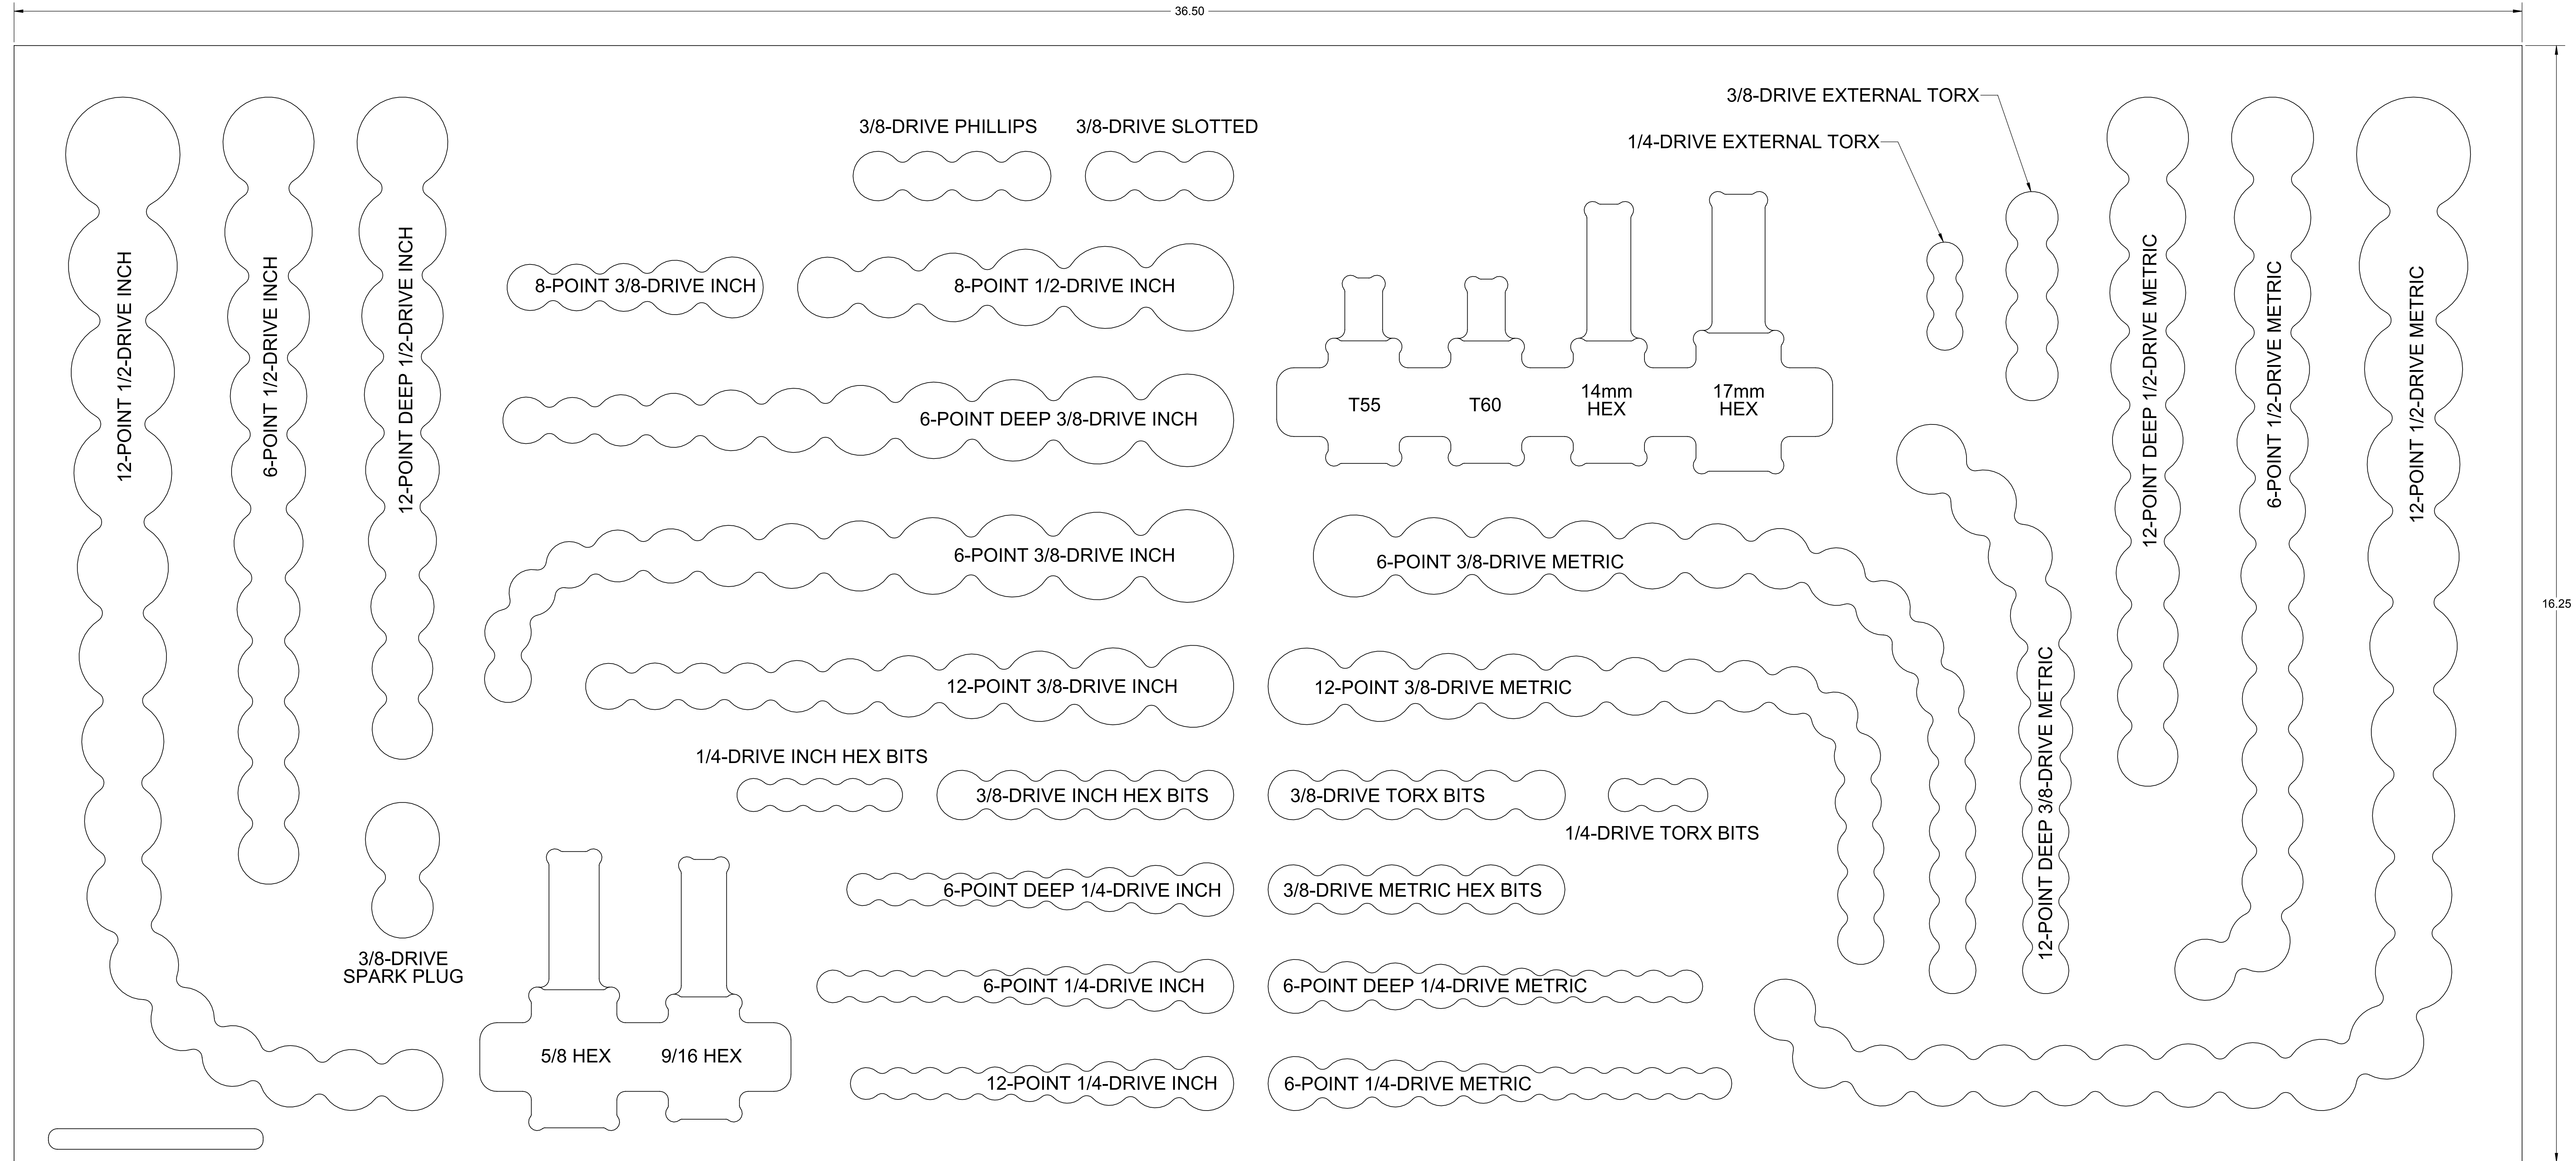 36.50
3/8-DRIVE EXTERNAL TORX
3/8-DRIVE PHILLIPS
3/8-DRIVE SLOTTED
1/4-DRIVE EXTERNAL TORX
12-POINT 1/2-DRIVE INCH
6-POINT 1/2-DRIVE INCH
12-POINT DEEP 1/2-DRIVE INCH
8-POINT 3/8-DRIVE INCH
8-POINT 1/2-DRIVE INCH
12-POINT DEEP 1/2-DRIVE METRIC
6-POINT 1/2-DRIVE METRIC
12-POINT 1/2-DRIVE METRIC
6-POINT DEEP 3/8-DRIVE INCH
T55
T60
14mm
HEX
17mm
HEX
6-POINT 3/8-DRIVE INCH
6-POINT 3/8-DRIVE METRIC
16.25
12-POINT 3/8-DRIVE INCH
12-POINT 3/8-DRIVE METRIC
12-POINT DEEP 3/8-DRIVE METRIC
1/4-DRIVE INCH HEX BITS
3/8-DRIVE INCH HEX BITS
3/8-DRIVE TORX BITS
1/4-DRIVE TORX BITS
6-POINT DEEP 1/4-DRIVE INCH
3/8-DRIVE METRIC HEX BITS
3/8-DRIVE
SPARK PLUG
6-POINT 1/4-DRIVE INCH
6-POINT DEEP 1/4-DRIVE METRIC
5/8 HEX
9/16 HEX
12-POINT 1/4-DRIVE INCH
6-POINT 1/4-DRIVE METRIC